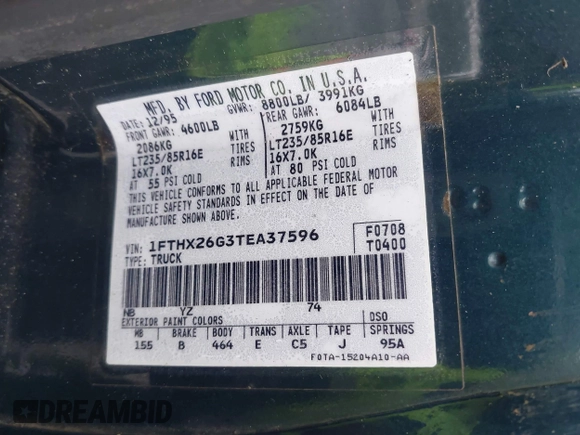 MFD. BY FORD MOTOR CO. IN U.S.A.
DATE: 12/95 GVWR: 8800LB/ 3991KG
FRONT GAWR: 4600LB REAR GAWR: 6084LB
2086KG WITH 2759KG WITH
LT235/85R16E TIRES LT235/85R16E TIRES
16X7.0K RIMS 16X7.0K RIMS
AT 55 PSI COLD AT 80 PSI COLD
THIS VEHICLE CONFORMS TO ALL APPLICABLE FEDERAL MOTOR
VEHICLE SAFETY STANDARDS IN EFFECT ON THE DATE OF
MANUFACTURE SHOWN ABOVE.
VIN: 1FTHX26G3TEA37596 F0708
TYPE: TRUCK T0400
NB YZ 74
EXTERIOR PAINT COLORS DSO
WB BRAKE BODY TRANS AXLE TAPE SPRINGS
155 B 464 E C5 J 95A
F0TA-15204A10-AA
DREAMBID